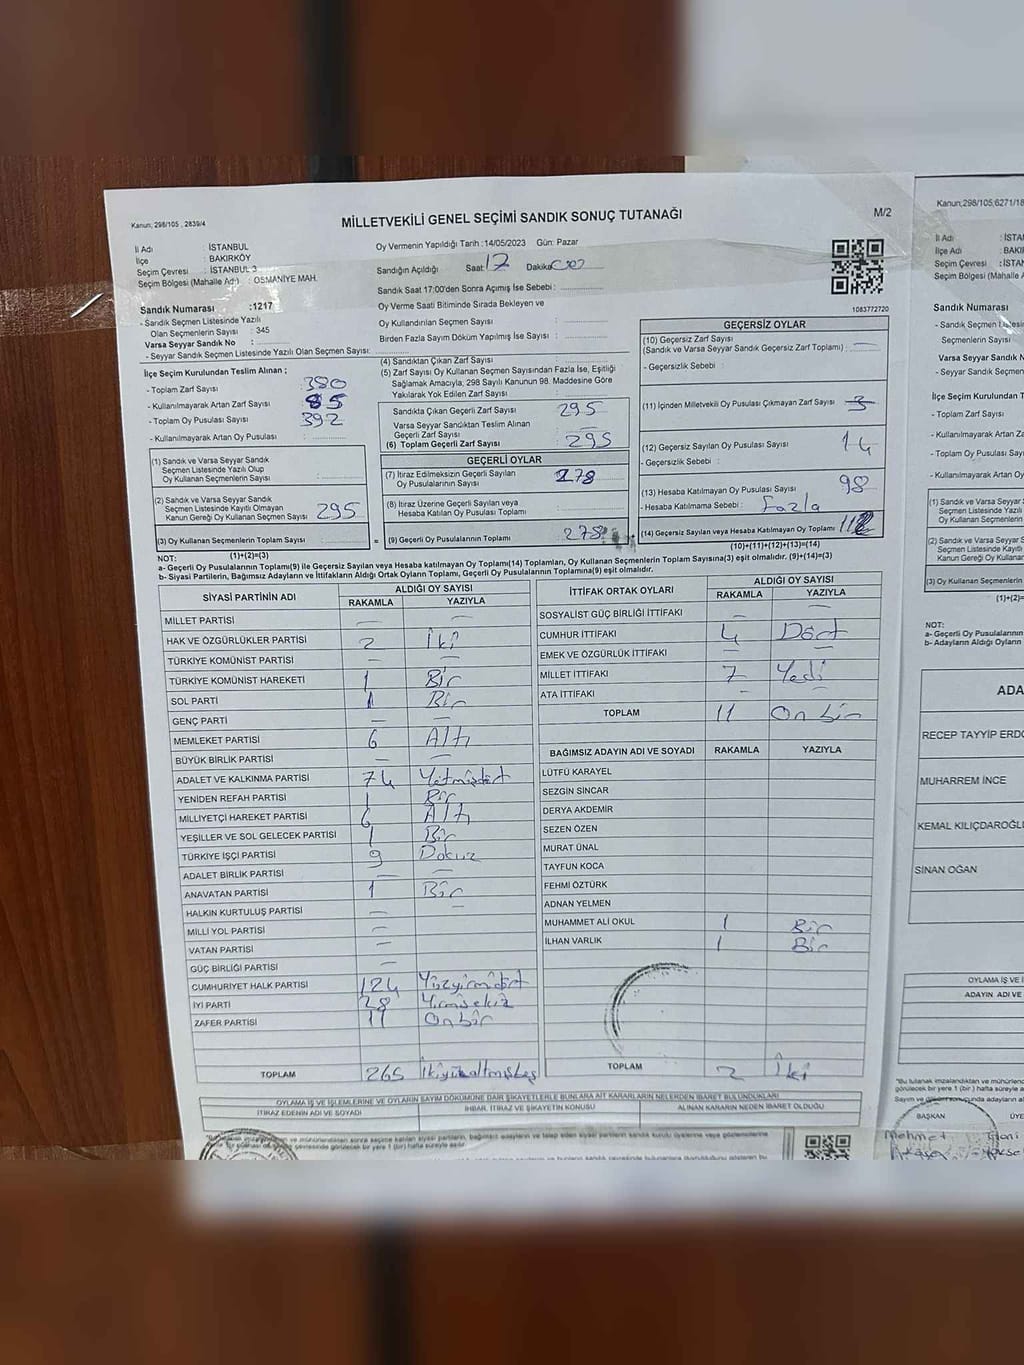 Kanun; 298/105 , 2839/4
MİLLETVEKİLİ GENEL SEÇİMİ SANDIK SONUÇ TUTANAĞI
M/2
İl Adı : İSTANBUL
İlçe : BAKIRKÖY
Seçim Çevresi : İSTANBUL 3
Seçim Bölgesi (Mahalle Adı) : OSMANİYE MAH.
Sandık Numarası :1217
- Sandık Seçmen Listesinde Yazılı
Olan Seçmenlerin Sayısı : 345
Varsa Seyyar Sandık No :
- Seyyar Sandık Seçmen Listesinde Yazılı Olan Seçmen Sayısı:
Oy Vermenin Yapıldığı Tarih : 14/05/2023 Gün: Pazar
Sandığın Açıldığı Saat: 17 Dakika: 00
Sandık Saat 17:00'den Sonra Açımış İse Sebebi :
Oy Verme Saati Bitiminde Sırada Bekleyen ve
Oy Kullandırılan Seçmen Sayısı :
Birden Fazla Sayım Döküm Yapılmış İse Sayısı :
1083772720
İlçe Seçim Kurulundan Teslim Alınan ;
- Toplam Zarf Sayısı : 380
- Kullanılmayarak Artan Zarf Sayısı : 85
- Toplam Oy Pusulası Sayısı : 392
- Kullanılmayarak Artan Oy Pusulası :
(1) Sandık ve Varsa Seyyar Sandık
Seçmen Listesinde Yazılı Olup
Oy Kullanan Seçmenlerin Sayısı :
(2) Sandık ve Varsa Seyyar Sandık
Seçmen Listesinde Kayıtlı Olmayan
Kanun Gereği Oy Kullanan Seçmen Sayısı : 295
(3) Oy Kullanan Seçmenlerin Toplam Sayısı :
(1)+(2)=(3)
(4) Sandıktan Çıkan Zarf Sayısı :
(5) Zarf Sayısı Oy Kullanan Seçmen Sayısından Fazla İse, Eşitliği
Sağlamak Amacıyla, 298 Sayılı Kanunun 98. Maddesine Göre
Yakılarak Yok Edilen Zarf Sayısı :
Sandıkta Çıkan Geçerli Zarf Sayısı : 295
Varsa Seyyar Sandıktan Teslim Alınan
Geçerli Zarf Sayısı :
(6) Toplam Geçerli Zarf Sayısı : 295
GEÇERLİ OYLAR
(7) İtiraz Edilmeksizin Geçerli Sayılan
Oy Pusulalarının Sayısı : 278
(8) İtiraz Üzerine Geçerli Sayılan veya
Hesaba Katılan Oy Pusulası Toplamı :
= (9) Geçerli Oy Pusulalarının Toplamı : 278
GEÇERSİZ OYLAR
(10) Geçersiz Zarf Sayısı
(Sandık ve Varsa Seyyar Sandık Geçersiz Zarf Toplamı) : —
- Geçersizlik Sebebi :
(11) İçinden Milletvekili Oy Pusulası Çıkmayan Zarf Sayısı : 3
(12) Geçersiz Sayılan Oy Pusulası Sayısı : 14
- Geçersizlik Sebebi :
(13) Hesaba Katılmayan Oy Pusulası Sayısı : 98
- Hesaba Katılmama Sebebi : Fazla
(14) Geçersiz Sayılan veya Hesaba Katılmayan Oy Pusulası Toplamı : 112
(10)+(11)+(12)+(13)=(14)
NOT:
a- Geçerli Oy Pusulalarının Toplamı(9) ile Geçersiz Sayılan veya Hesaba katılmayan Oy Pusulası Toplamı(14) Toplamları, Oy Kullanan Seçmenlerin Toplam Sayısına(3) eşit olmalıdır. (9)+(14)=(3)
b- Siyasi Partilerin, Bağımsız Adayların ve İttifakların Aldığı Ortak Oyların Toplamı, Geçerli Oy Pusulalarının Toplamına(9) eşit olmalıdır.
SİYASİ PARTİNİN ADI ALDIĞI OY SAYISI
RAKAMLA YAZIYLA
MİLLET PARTİSİ — —
HAK VE ÖZGÜRLÜKLER PARTİSİ 2 İki
TÜRKİYE KOMÜNİST PARTİSİ — —
TÜRKİYE KOMÜNİST HAREKETİ 1 Bir
SOL PARTİ 1 Bir
GENÇ PARTİ — —
MEMLEKET PARTİSİ 6 Altı
BÜYÜK BİRLİK PARTİSİ — —
ADALET VE KALKINMA PARTİSİ 74 Yetmişdört
YENİDEN REFAH PARTİSİ 1 Bir
MİLLİYETÇİ HAREKET PARTİSİ 6 Altı
YEŞİLLER VE SOL GELECEK PARTİSİ 1 Bir
TÜRKİYE İŞÇİ PARTİSİ 9 Dokuz
ADALET BİRLİK PARTİSİ — —
ANAVATAN PARTİSİ 1 Bir
HALKIN KURTULUŞ PARTİSİ — —
MİLLİ YOL PARTİSİ —
VATAN PARTİSİ —
GÜÇ BİRLİĞİ PARTİSİ —
CUMHURİYET HALK PARTİSİ 124 Yüzyirmidört
İYİ PARTİ 28 Yirmisekiz
ZAFER PARTİSİ 11 Onbir
TOPLAM 265 İkiyüzaltmışbeş
İTTİFAK ORTAK OYLARI ALDIĞI OY SAYISI
RAKAMLA YAZIYLA
SOSYALİST GÜÇ BİRLİĞİ İTTİFAKI — —
CUMHUR İTTİFAKI 4 Dört
EMEK VE ÖZGÜRLÜK İTTİFAKI — —
MİLLET İTTİFAKI 7 Yedi
ATA İTTİFAKI — —
TOPLAM 11 Onbir
BAĞIMSIZ ADAYIN ADI VE SOYADI RAKAMLA YAZIYLA
LÜTFÜ KARAYEL
SEZGİN SİNCAR
DERYA AKDEMİR
SEZEN ÖZEN
MURAT ÜNAL
TAYFUN KOCA
FEHMİ ÖZTÜRK
ADNAN YELMEN
MUHAMMET ALİ OKUL 1 Bir
İLHAN VARLIK 1 Bir
TOPLAM 2 İki
OYLAMA İŞ VE İŞLEMLERİNE VE OYLARIN SAYIM DÖKÜMÜNE DAİR ŞİKAYETLERLE BUNLARA AİT KARARLARIN NELERDEN İBARET BULUNDUKLARI
İTİRAZ EDENİN ADI VE SOYADI İHBAR, İTİRAZ VE ŞİKAYETİN KONUSU ALINAN KARARIN NEDEN İBARET OLDUĞU
Kanun;298/105;6271/18
İl Adı : İSTA
İlçe Adı : BAKI
Seçim Çevresi : İSTA
Seçim Bölgesi (Mahalle A
Sandık Numarası
- Sandık Seçmen Listes
Seçmenlerin Sayısı
Varsa Seyyar Sandık
- Seyyar Sandık Seçme
İlçe Seçim Kurulundan Te
- Toplam Zarf Sayısı
- Kullanılmayarak Artan
- Toplam Oy Pusulası Sayı
- Kullanılmayarak Artan
(1) Sandık ve Varsa Seyyar
Seçmen Listesinde Yazılı
Oy Kullanan Seçmenlerin
(2) Sandık ve Varsa Seyyar
Seçmen Listesinde Kayıtlı
Kanun Gereği Oy Kullanan
(3) Oy Kullanan Seçmenlerin
(1)+(2)=
NOT:
a- Geçerli Oy Pusulalarının
b- Adayların Aldığı Oyların
ADA
RECEP TAYYİP ERDO
MUHARREM İNCE
KEMAL KILIÇDAROĞLU
SİNAN OĞAN
OYLAMA İŞ VE İ
ADAYIN ADI VE
BAŞKAN ÜYE
Mehmet